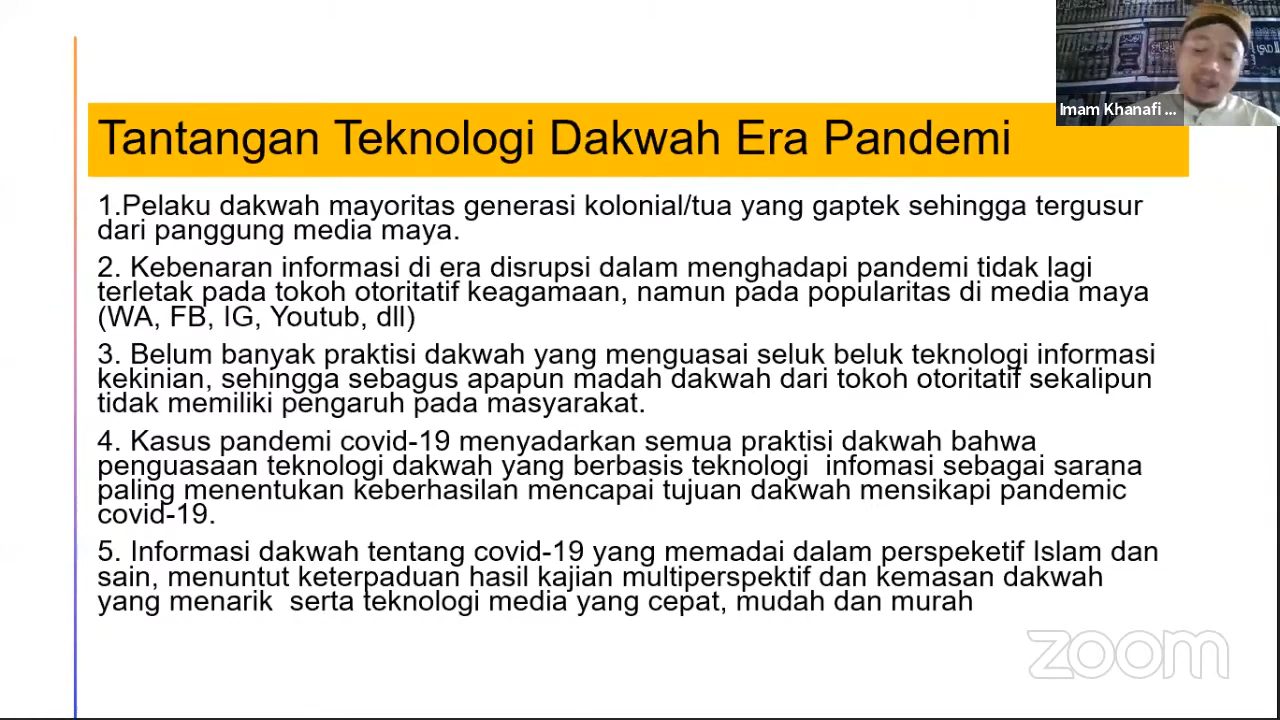 Imam Khanafi ...
Tantangan Teknologi Dakwah Era Pandemi
1.Pelaku dakwah mayoritas generasi kolonial/tua yang gaptek sehingga tergusur
dari panggung media maya.
2. Kebenaran informasi di era disrupsi dalam menghadapi pandemi tidak lagi
terletak pada tokoh otoritatif keagamaan, namun pada popularitas di media maya
(WA, FB, IG, Youtub, dll)
3. Belum banyak praktisi dakwah yang menguasai seluk beluk teknologi informasi
kekinian, sehingga sebagus apapun madah dakwah dari tokoh otoritatif sekalipun
tidak memiliki pengaruh pada masyarakat.
4. Kasus pandemi covid-19 menyadarkan semua praktisi dakwah bahwa
penguasaan teknologi dakwah yang berbasis teknologi  infomasi sebagai sarana
paling menentukan keberhasilan mencapai tujuan dakwah mensikapi pandemic
covid-19.
5. Informasi dakwah tentang covid-19 yang memadai dalam perspeketif Islam dan
sain, menuntut keterpaduan hasil kajian multiperspektif dan kemasan dakwah
yang menarik  serta teknologi media yang cepat, mudah dan murah
zoom